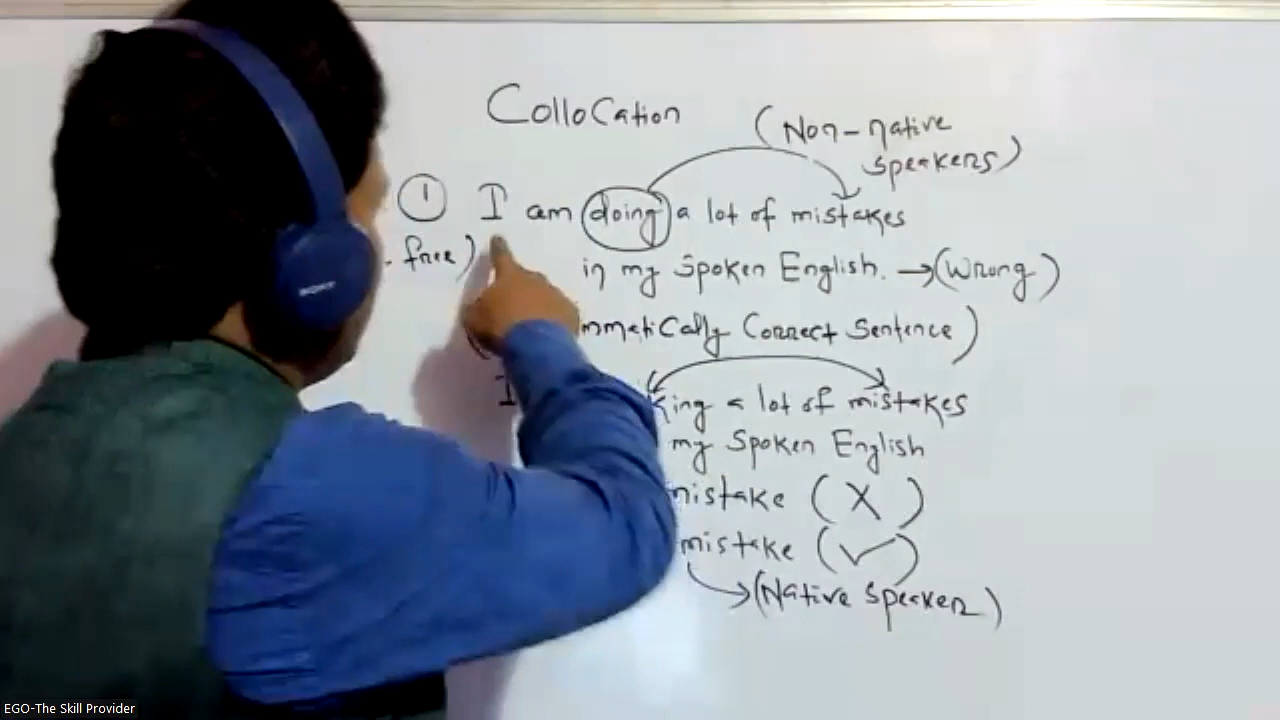 Collocation
(Non-native
speakers)
① I am doing a lot of mistakes
free) in my spoken English. → (Wrong)
mmatically Correct Sentence)
I king a lot of mistakes
my Spoken English
mistake (X)
mistake (✓)
→ (Native speaker)
SONY
EGO-The Skill Provider